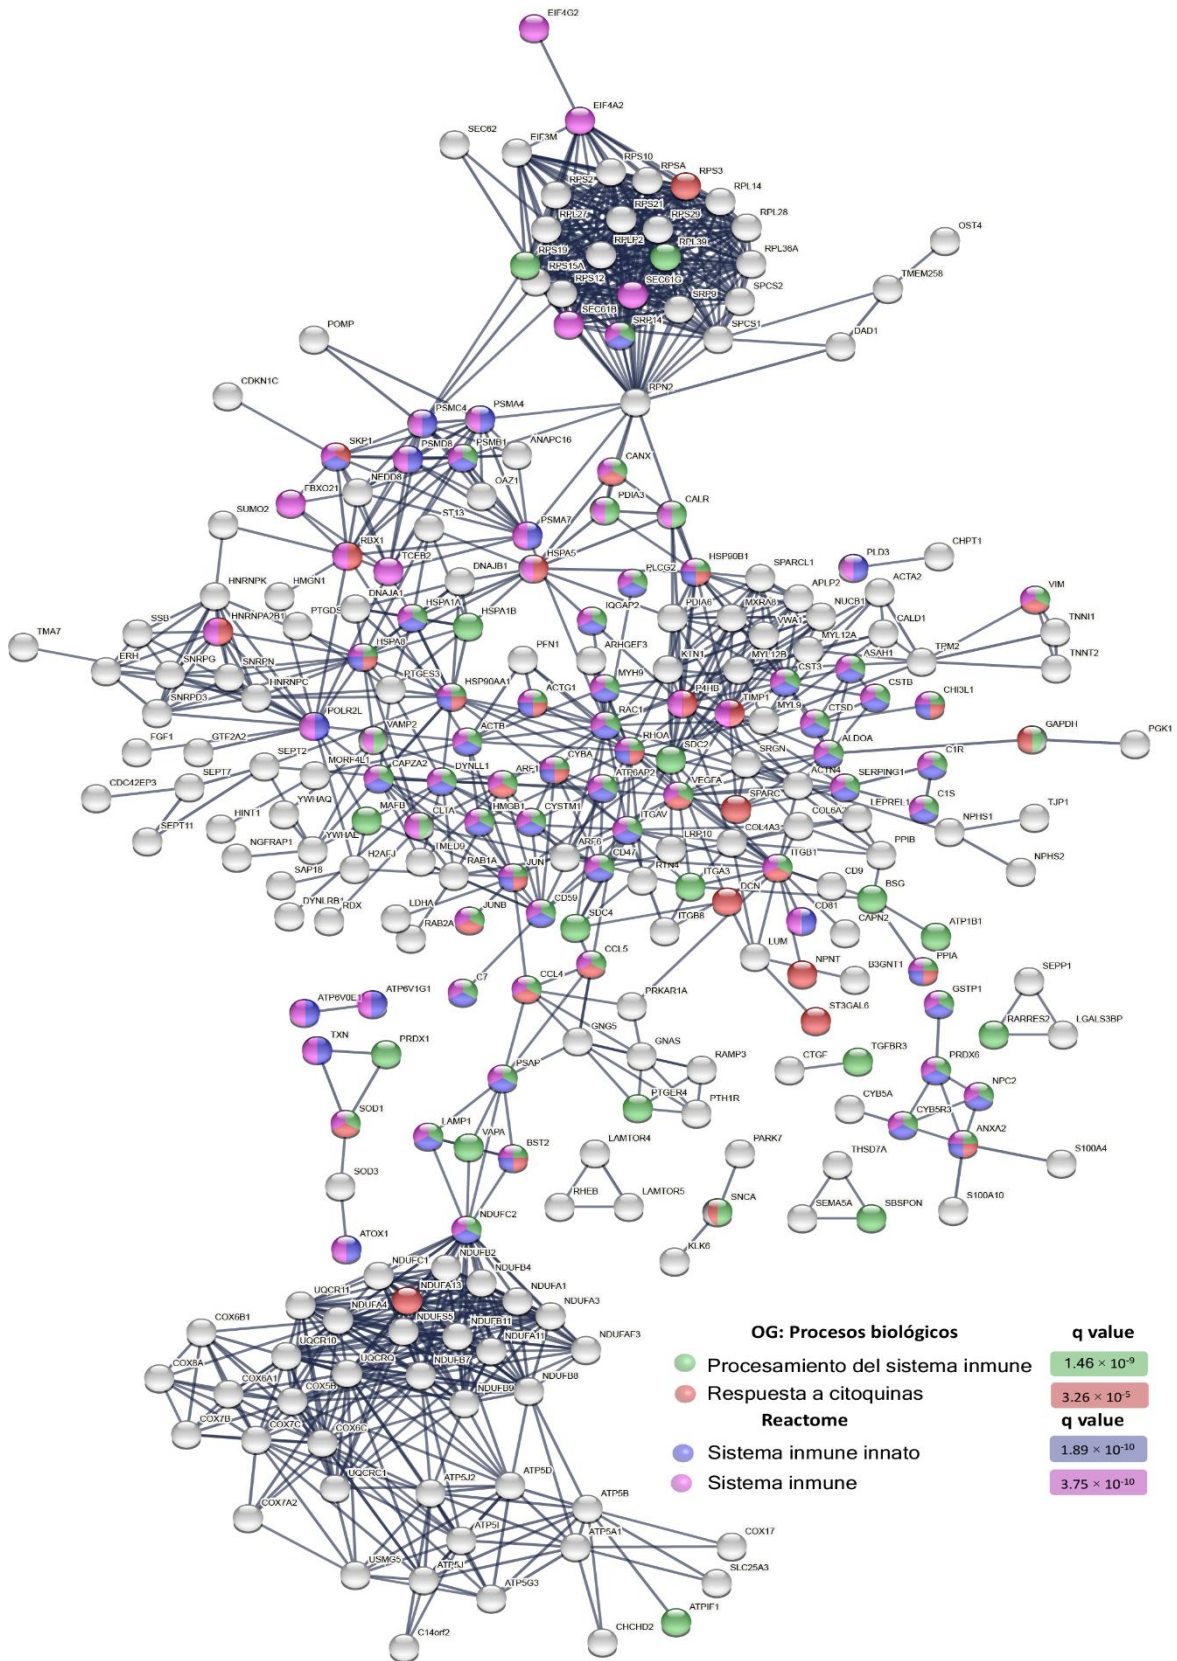 EIF4G2
EIF4A2
SEC62
EIF3M
RPS10
RPSA
RPS3
RPS2
RPL14
RPL27
RPS21
RPS29
RPL28
RPS19
RPLP2
RPL39
RPL36A
OST4
RPS15A
RPS12
SEC61G
SRP9
SPCS2
TMEM258
SEC61B
SRP14
SPCS1
DAD1
POMP
CDKN1C
RPN2
PSMC4
PSMA4
SKP1
PSMD8
PSMB1
ANAPC16
CANX
FBXO21
NEDD8
OAZ1
PDIA3
CALR
SUMO2
ST13
PSMA7
RBX1
TCEB2
HSPA5
HSP90B1
SPARCL1
PLD3
CHPT1
HNRNPK
HMGN1
DNAJB1
PLCG2
APLP2
ACTA2
VIM
DNAJA1
HSPA1A
HSPA1B
IQGAP2
PDIA6
MXRA8
NUCB1
SSB
HNRNPA2B1
PTGDS
VWA1
CALD1
TNNI1
TMA7
HSPA8
ARHGEF3
MYL12A
ERH
SNRPG
SNRPN
PFN1
KTN1
MYL12B
ASAH1
TPM2
TNNT2
SNRPD3
HNRNPC
PTGES3
MYH9
CST3
HSP90AA1
ACTG1
P4HB
TIMP1
CSTB
CHI3L1
POLR2L
RAC1
MYL9
CTSD
FGF1
GTF2A2
VAMP2
ACTB
RHOA
SDC2
SRGN
ALDOA
GAPDH
PGK1
SEPT2
MORF4L1
CYBA
ACTN4
C1R
SEPT7
CAPZA2
DYNLL1
ARF1
ATP6AP2
VEGFA
SPARC
SERPING1
CDC42EP3
YWHAQ
LEPREL1
C1S
HINT1
MAFB
CLTA
HMGB1
CYSTM1
ITGAV
COL6A2
TJP1
SEPT11
NGFRAP1
YWHAE
TMED9
ARF6
LRP10
COL4A3
PPIB
NPHS1
SAP18
H2AFJ
RAB1A
JUN
CD47
RTN4
ITGB1
NPHS2
DYNLRB1
RDX
LDHA
CD59
ITGA3
DCN
CD9
BSG
RAB2A
JUNB
SDC4
ITGB8
CD81
CAPN2
ATP1B1
CCL5
LUM
NPNT
B3GNT1
PPIA
C7
CCL4
SEPP1
ATP6V0E1
ATP6V1G1
PRKAR1A
ST3GAL6
GSTP1
RARRES2
LGALS3BP
TXN
PRDX1
GNG5
GNAS
RAMP3
CTGF
TGFBR3
PRDX6
PSAP
NPC2
SOD1
PTGER4
PTH1R
CYB5A
CYB5R3
LAMP1
VAPA
BST2
LAMTOR4
PARK7
ANXA2
S100A4
THSD7A
SOD3
RHEB
LAMTOR5
SNCA
SEMA5A
SBSPON
S100A10
ATOX1
NDUFC2
KLK6
NDUFC1
NDUFB2
NDUFB4
UQCR11
NDUFA13
NDUFA1
NDUFA3
COX6B1
NDUFA4
NDUFS5
NDUFB11
UQCR10
NDUFA11
NDUFAF3
COX8A
UQCRQ
NDUFB7
COX6A1
COX5B
NDUFB9
NDUFB8
COX7B
COX7C
COX6C
UQCRC1
ATP5J2
ATP5D
COX7A2
ATP5B
ATP5I
ATP5A1
COX17
USMG5
ATP5J
ATP5G3
SLC25A3
C14orf2
CHCHD2
ATPIF1
OG: Procesos biológicos q value
Procesamiento del sistema inmune 1.46 × 10-9
Respuesta a citoquinas 3.26 × 10-5
Reactome q value
Sistema inmune innato 1.89 × 10-10
Sistema inmune 3.75 × 10-10